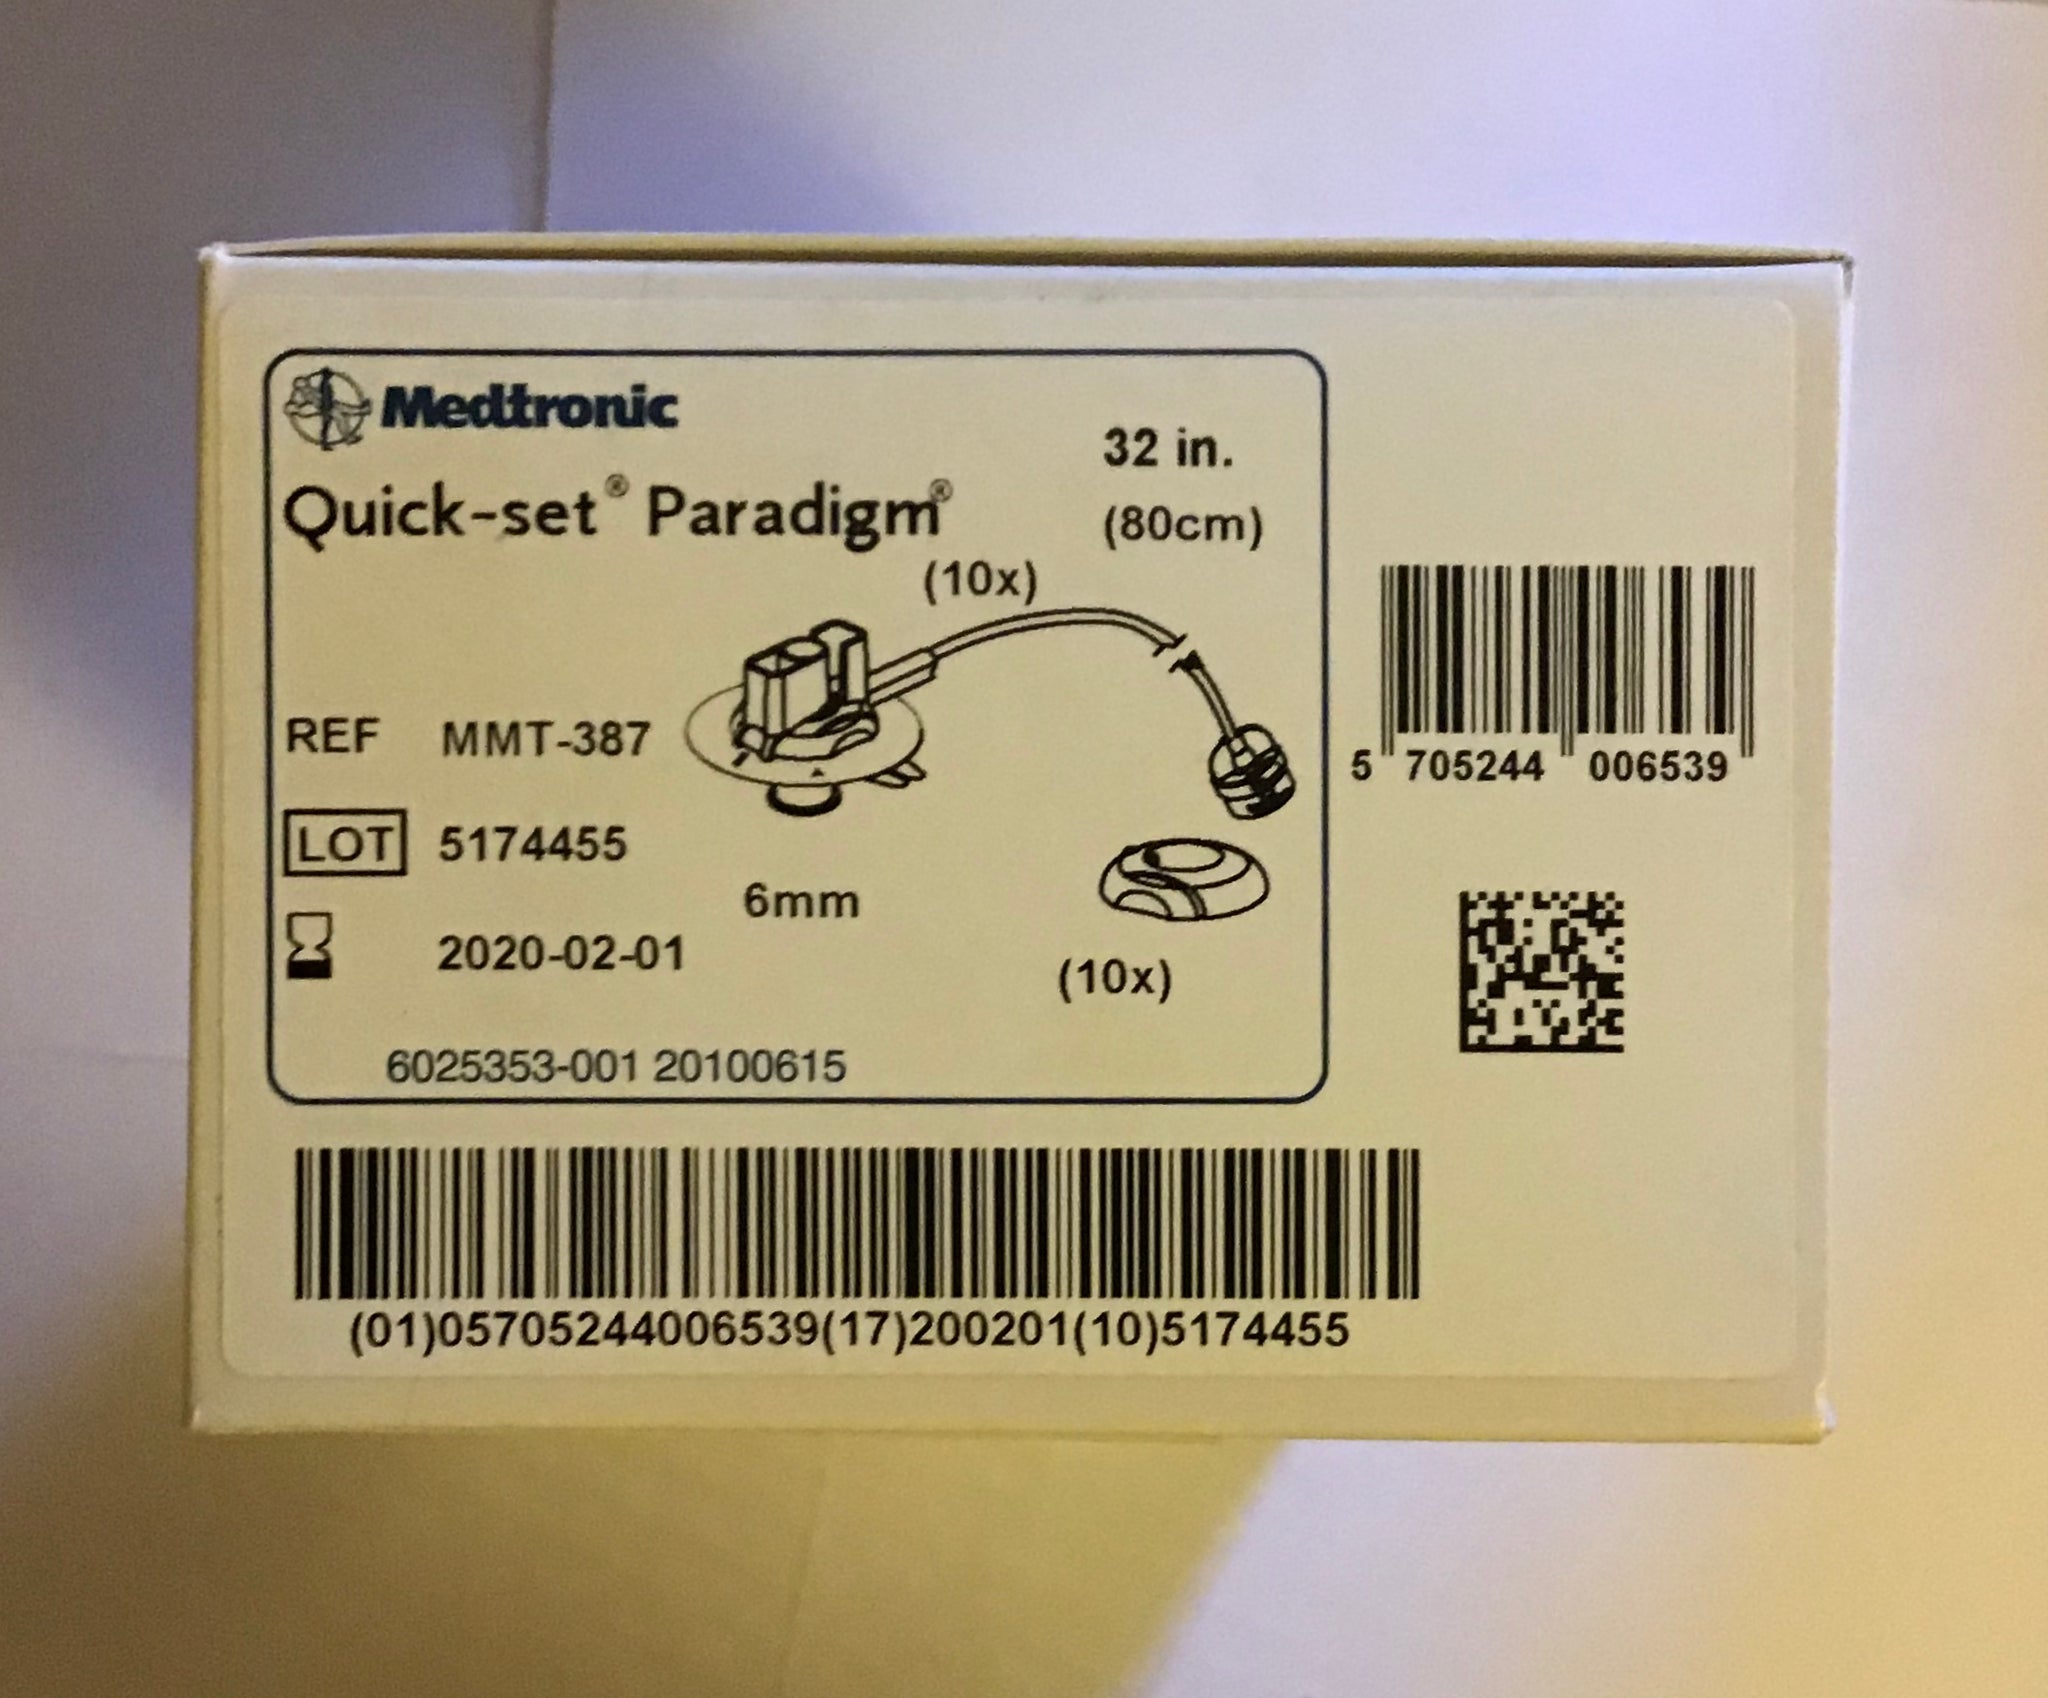 Medtronic
Quick-set® Paradigm®
32 in.
(80cm)
(10x)
REF MMT-387
LOT 5174455
6mm
2020-02-01
(10x)
6025353-001 20100615
5 705244 006539
(01)05705244006539(17)200201(10)5174455